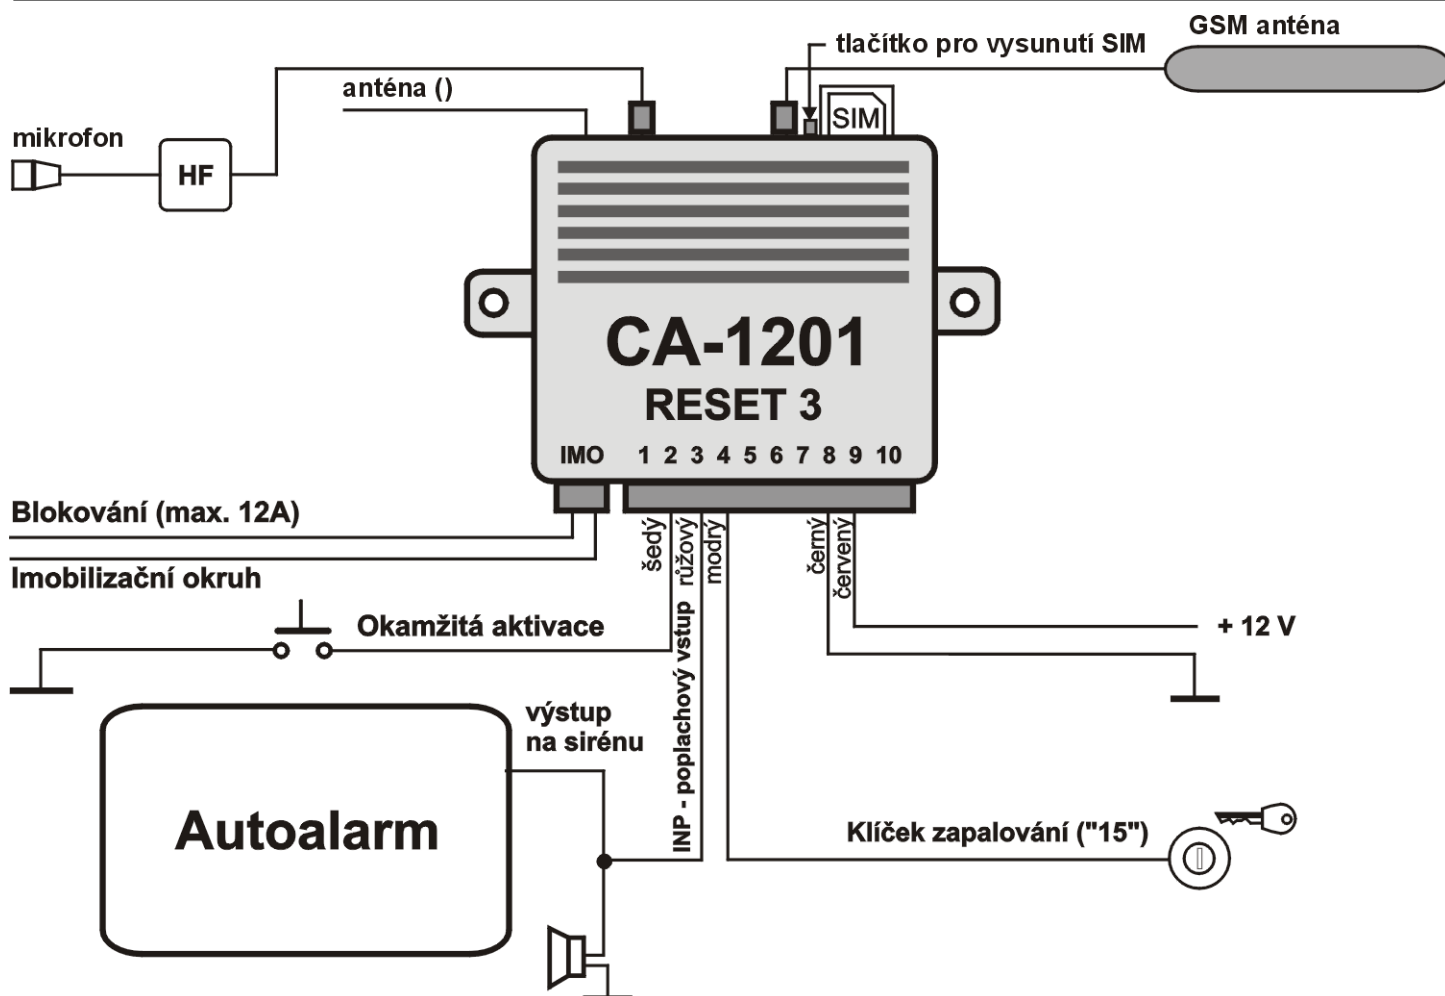 GSM anténa
tlačítko pro vysunutí SIM
anténa ()
SIM
mikrofon
HF
CA-1201
RESET 3
IMO 1 2 3 4 5 6 7 8 9 10
Blokování (max. 12A)
Imobilizační okruh
šedý
růžový
modrý
černý
červený
Okamžitá aktivace
+ 12 V
INP - poplachový vstup
výstup
na sirénu
Autoalarm
Klíček zapalování ("15")